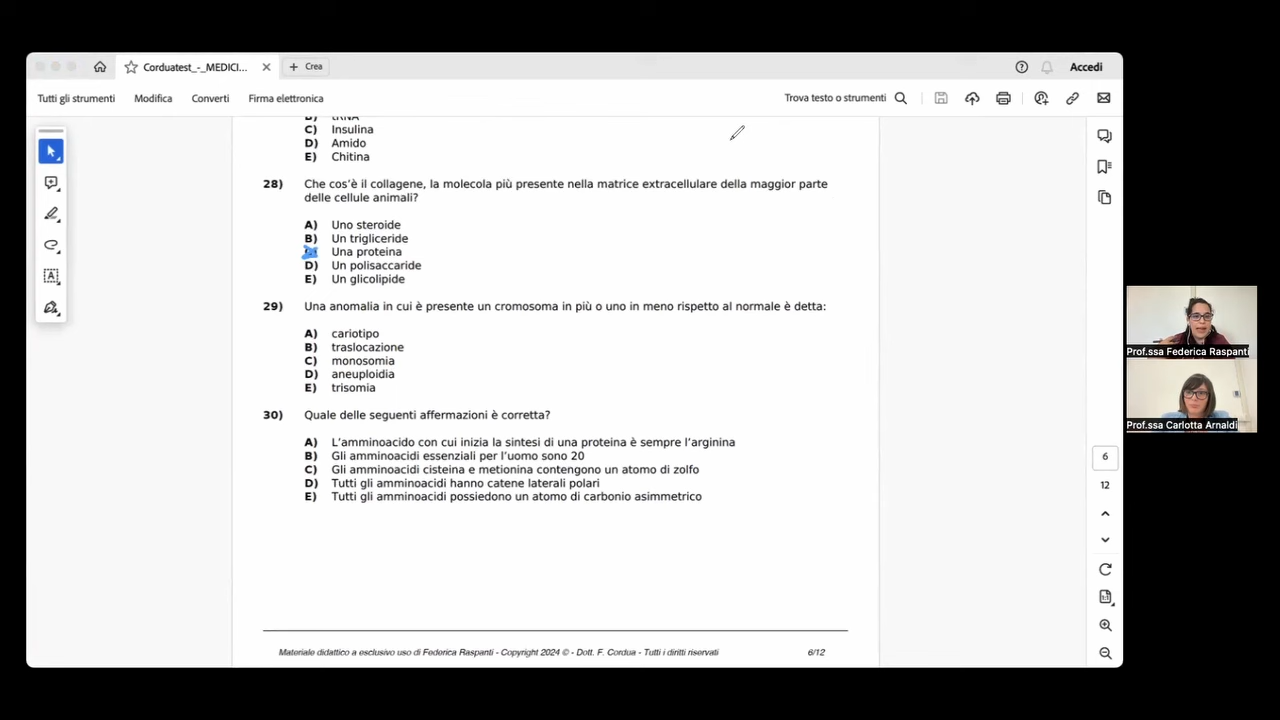 Corduatest_-_MEDICI...
Crea
Accedi
Tutti gli strumenti
Modifica
Converti
Firma elettronica
Trova testo o strumenti
B) tRNA
C) Insulina
D) Amido
E) Chitina
28) Che cos'è il collagene, la molecola più presente nella matrice extracellulare della maggior parte
delle cellule animali?
A) Uno steroide
B) Un trigliceride
Una proteina
D) Un polisaccaride
E) Un glicolipide
29) Una anomalia in cui è presente un cromosoma in più o uno in meno rispetto al normale è detta:
A) cariotipo
B) traslocazione
C) monosomia
D) aneuploidia
E) trisomia
30) Quale delle seguenti affermazioni è corretta?
A) L'amminoacido con cui inizia la sintesi di una proteina è sempre l'arginina
B) Gli amminoacidi essenziali per l'uomo sono 20
C) Gli amminoacidi cisteina e metionina contengono un atomo di zolfo
D) Tutti gli amminoacidi hanno catene laterali polari
E) Tutti gli amminoacidi possiedono un atomo di carbonio asimmetrico
Materiale didattico a esclusivo uso di Federica Raspanti - Copyright 2024 © - Dott. F. Cordua - Tutti i diritti riservati
6/12
6
12
Prof.ssa Federica Raspanti
Prof.ssa Carlotta Arnaldi